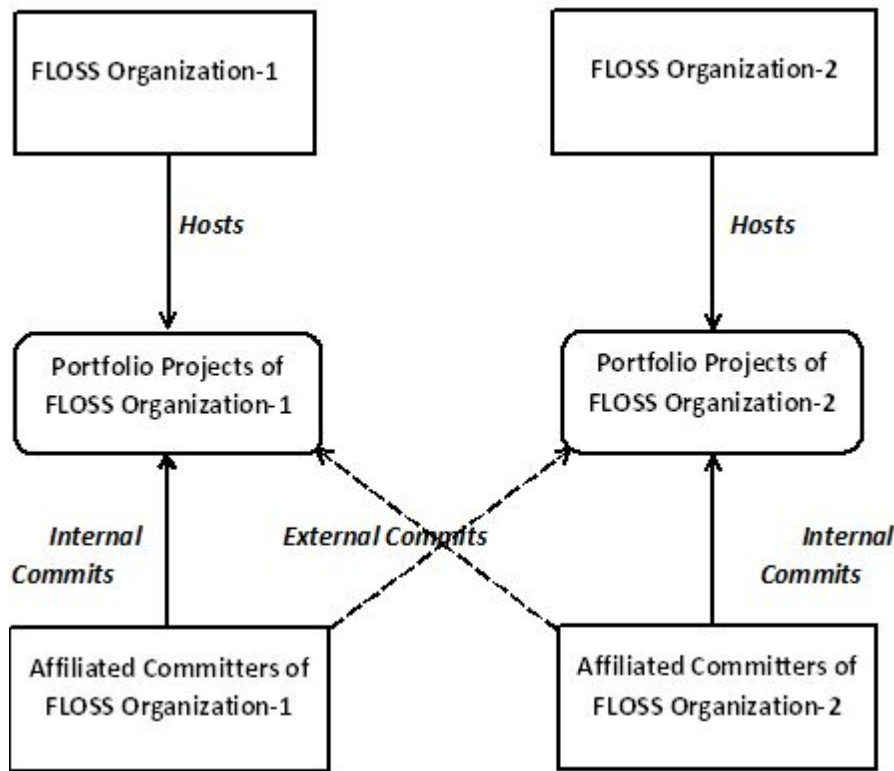 FLOSS Organization-1
FLOSS Organization-2
Hosts
Hosts
Portfolio Projects of
FLOSS Organization-1
Portfolio Projects of
FLOSS Organization-2
Internal
Commits
External Commits
Internal
Commits
Affiliated Committers of
FLOSS Organization-1
Affiliated Committers of
FLOSS Organization-2